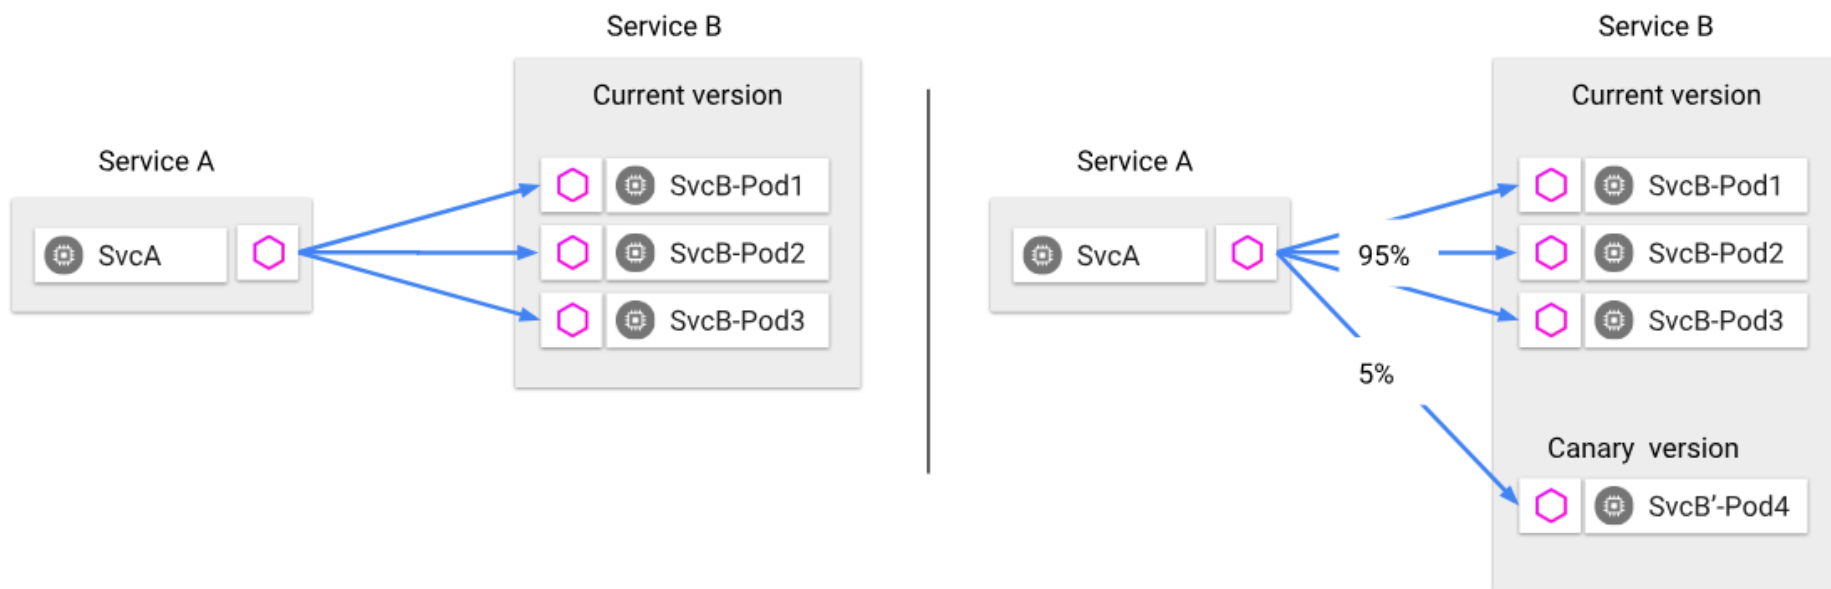 Service B
Current version
Service A
SvcA
SvcB-Pod1
SvcB-Pod2
SvcB-Pod3
Service B
Current version
Service A
SvcA
95%
5%
SvcB-Pod1
SvcB-Pod2
SvcB-Pod3
Canary version
SvcB’-Pod4